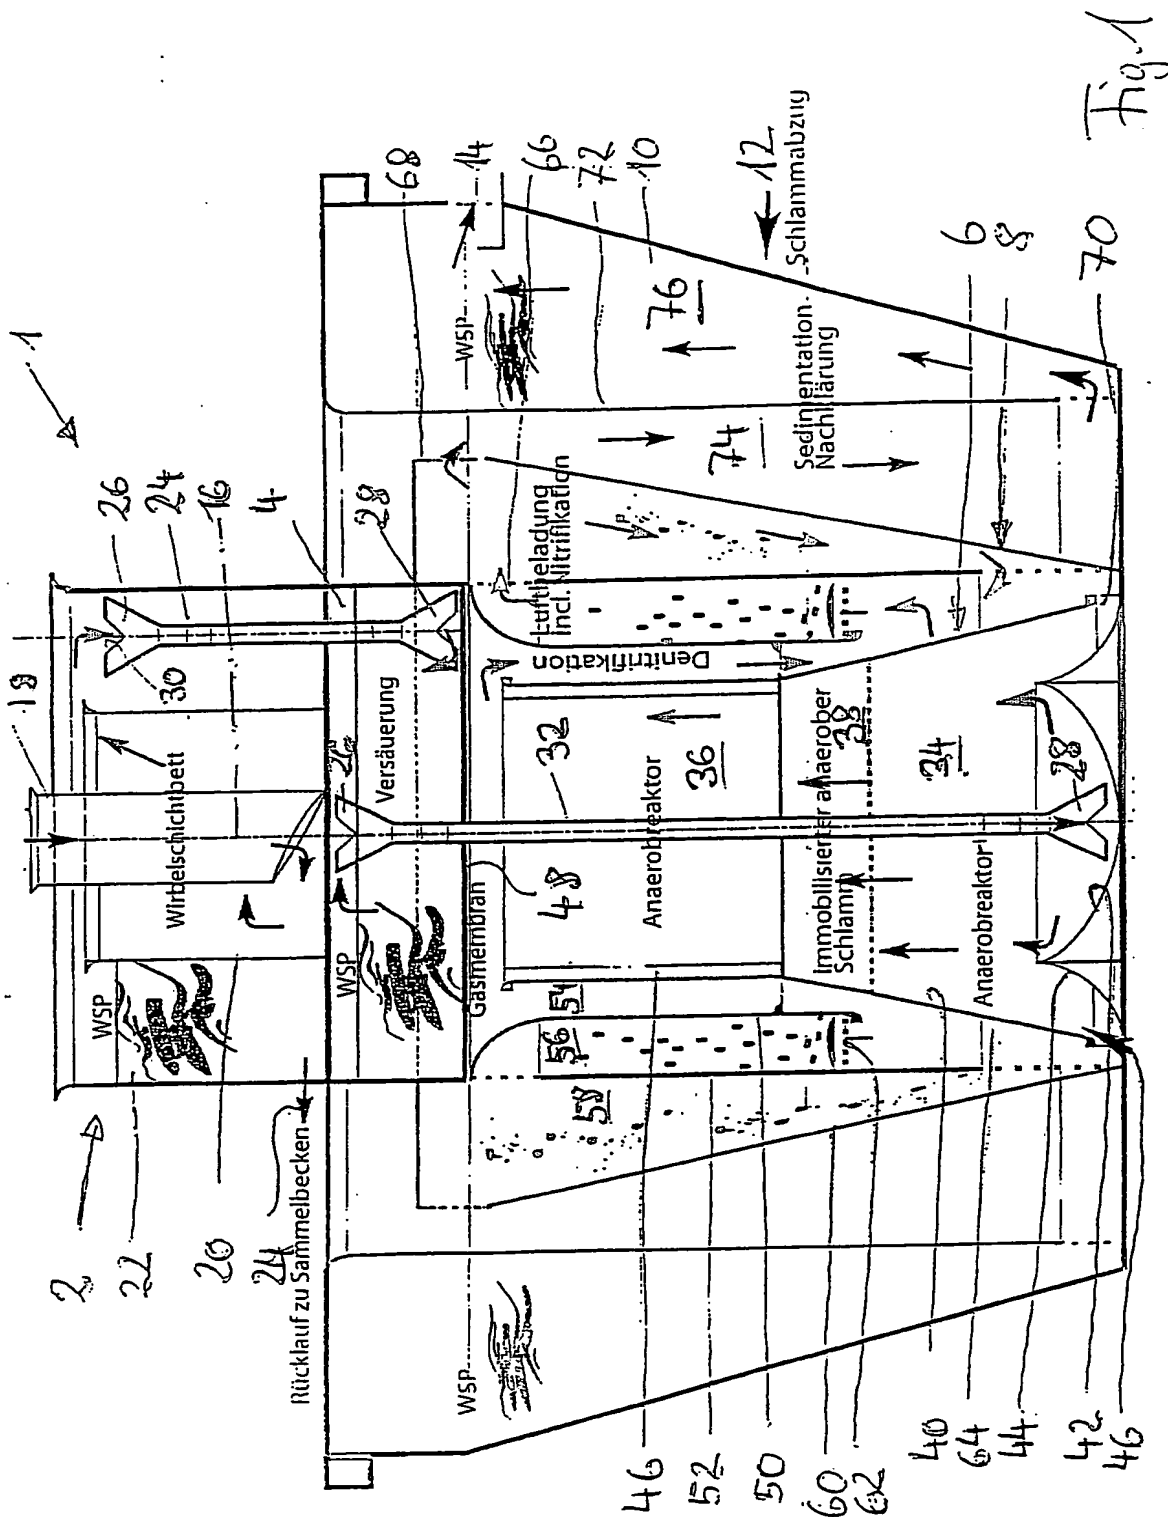 Fig. 1
1
18
26
24
16
4
28
68
14
66
72
10
12
Schlammabzug
6
8
70
30
2
22
20
24
Rücklauf zu Sammelbecken
WSP
Wirbelschichtbett
WSP
26
Versäuerung
Gasmembran
48
32
Anaerobreaktor
36
Immobilisierter anaerober
Schlamm
38
34
Anaerobreaktor
28
Denitrifikation
Luftbeladung
incl. Nitrifikation
54
56
58
74
76
Sedimentation
Nachklärung
WSP
WSP
46
52
50
60
62
40
64
44
42
46